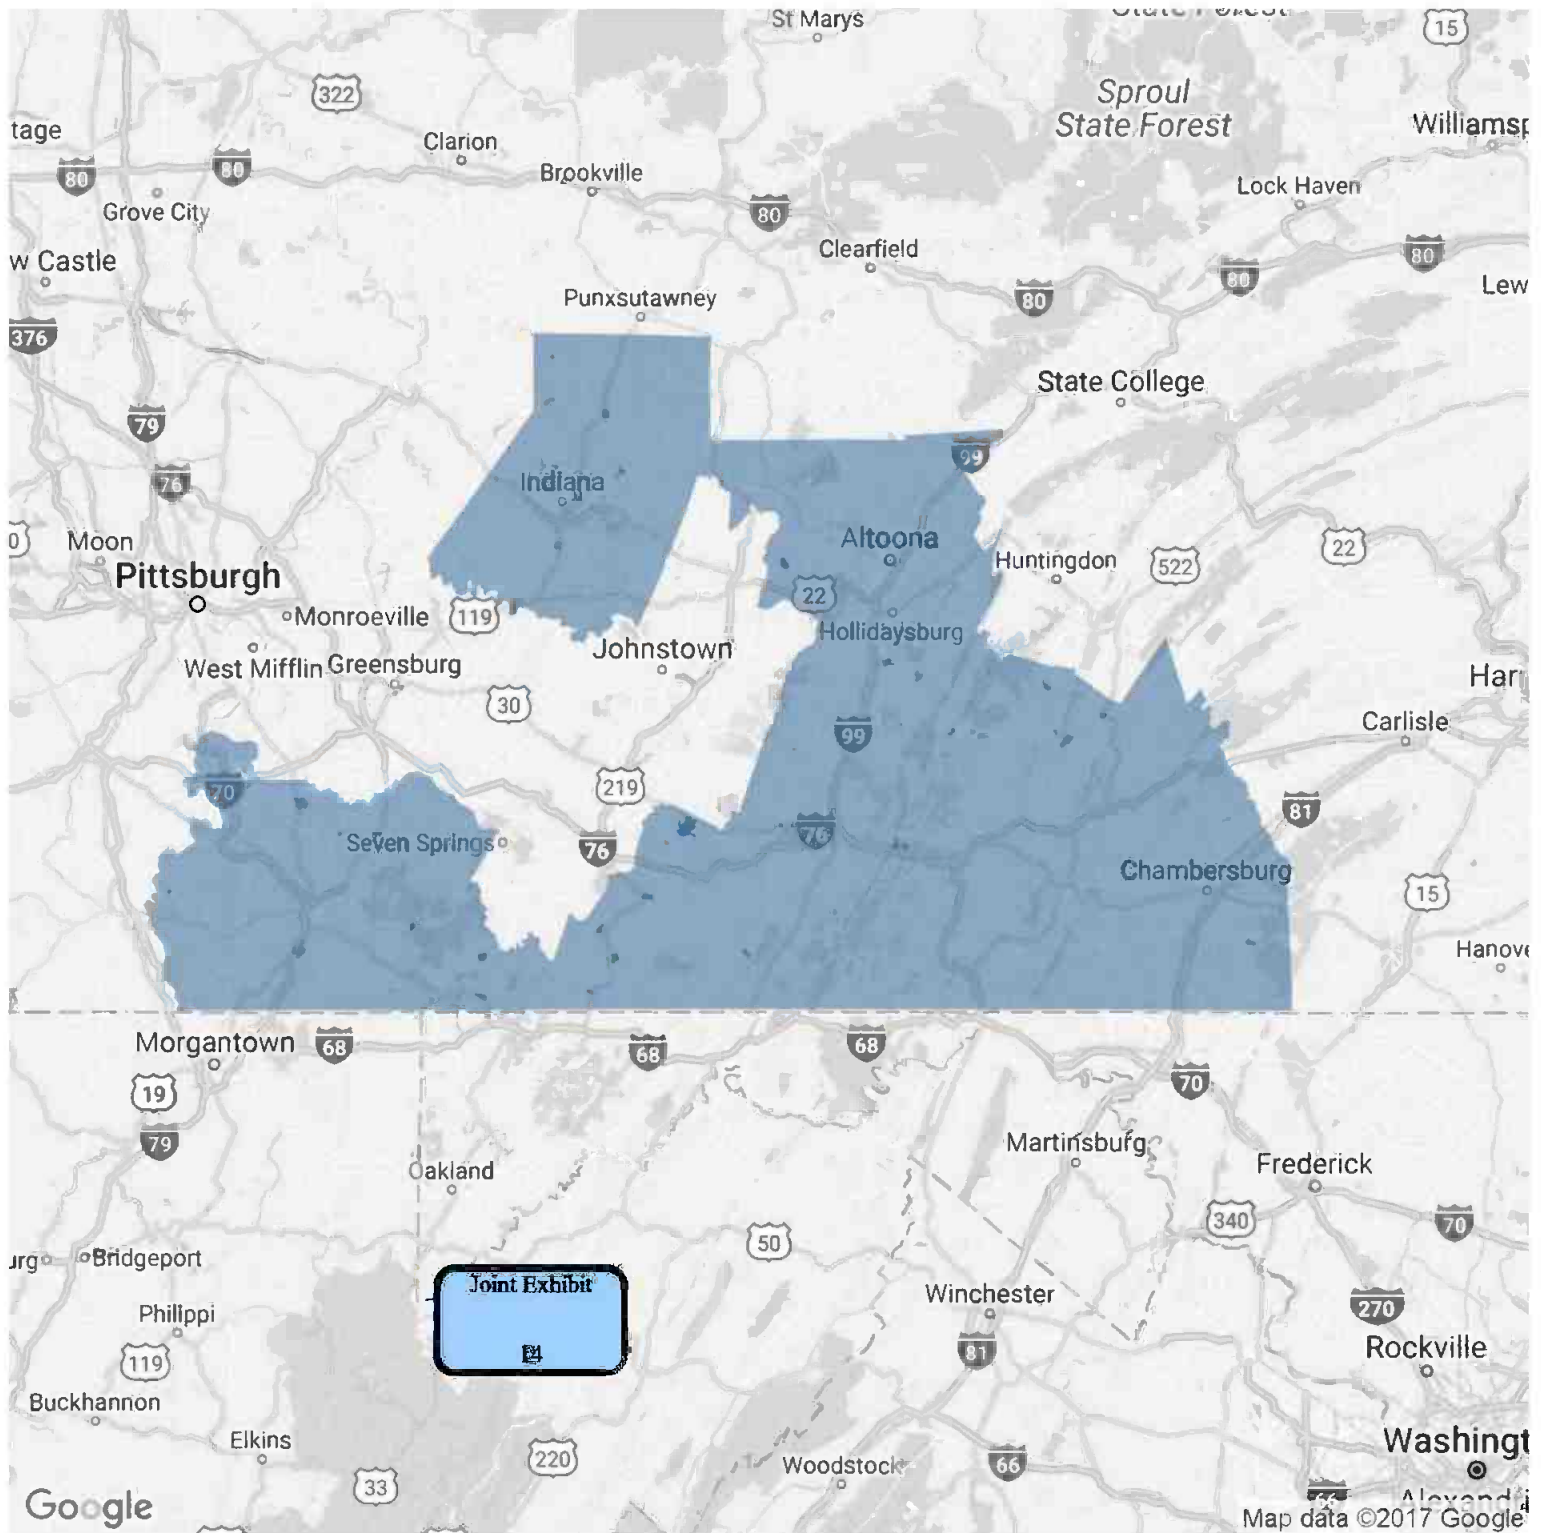 St Marys
15
322
Sproul
State Forest
tage
Clarion
Williamsp
80
80
Brookville
Grove City
Lock Haven
80
Clearfield
w Castle
80
80
80
Lew
Punxsutawney
376
State College
79
99
76
Indiana
Moon
Altoona
22
Huntingdon
522
Pittsburgh
22
Monroeville
119
Hollidaysburg
West Mifflin
Greensburg
Johnstown
Har
30
Carlisle
99
219
70
81
Seven Springs
76
76
Chambersburg
15
Hanove
Morgantown
68
68
68
19
70
79
Martinsburg
Oakland
Frederick
340
70
50
urg
Bridgeport
Joint Exhibit
Winchester
270
Philippi
81
119
Rockville
Buckhannon
Elkins
Washingt
220
Woodstock
66
33
66
Google
Map data ©2017 Google